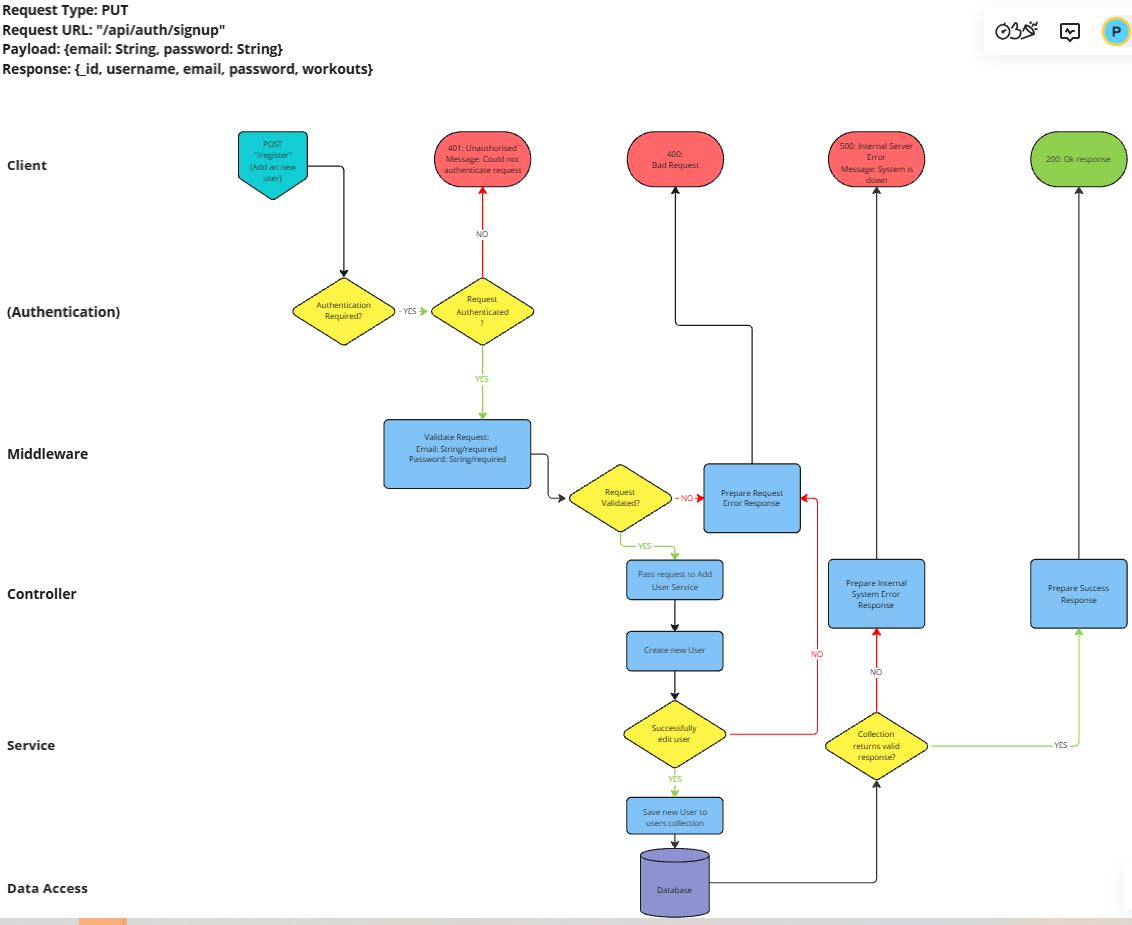 Request Type: PUT
Request URL: "/api/auth/signup"
Payload: {email: String, password: String}
Response: {_id, username, email, password, workouts}
P
Client
POST
"/register"
(Add an new
user)
401: Unauthorised
Message: Could not
authenticate request
400:
Bad Request
500: Internal Server
Error
Message: System is
down
200: Ok response
NO
(Authentication)
Authentication
Required?
YES
Request
Authenticated
?
YES
Middleware
Validate Request:
Email: String/required
Password: String/required
Request
Validated?
NO
Prepare Request
Error Response
YES
Controller
Pass request to Add
User Service
Prepare Internal
System Error
Response
Prepare Success
Response
Create new User
NO
NO
Service
Successfully
edit user
Collection
returns valid
response?
YES
YES
Save new User to
users collection
Data Access
Database